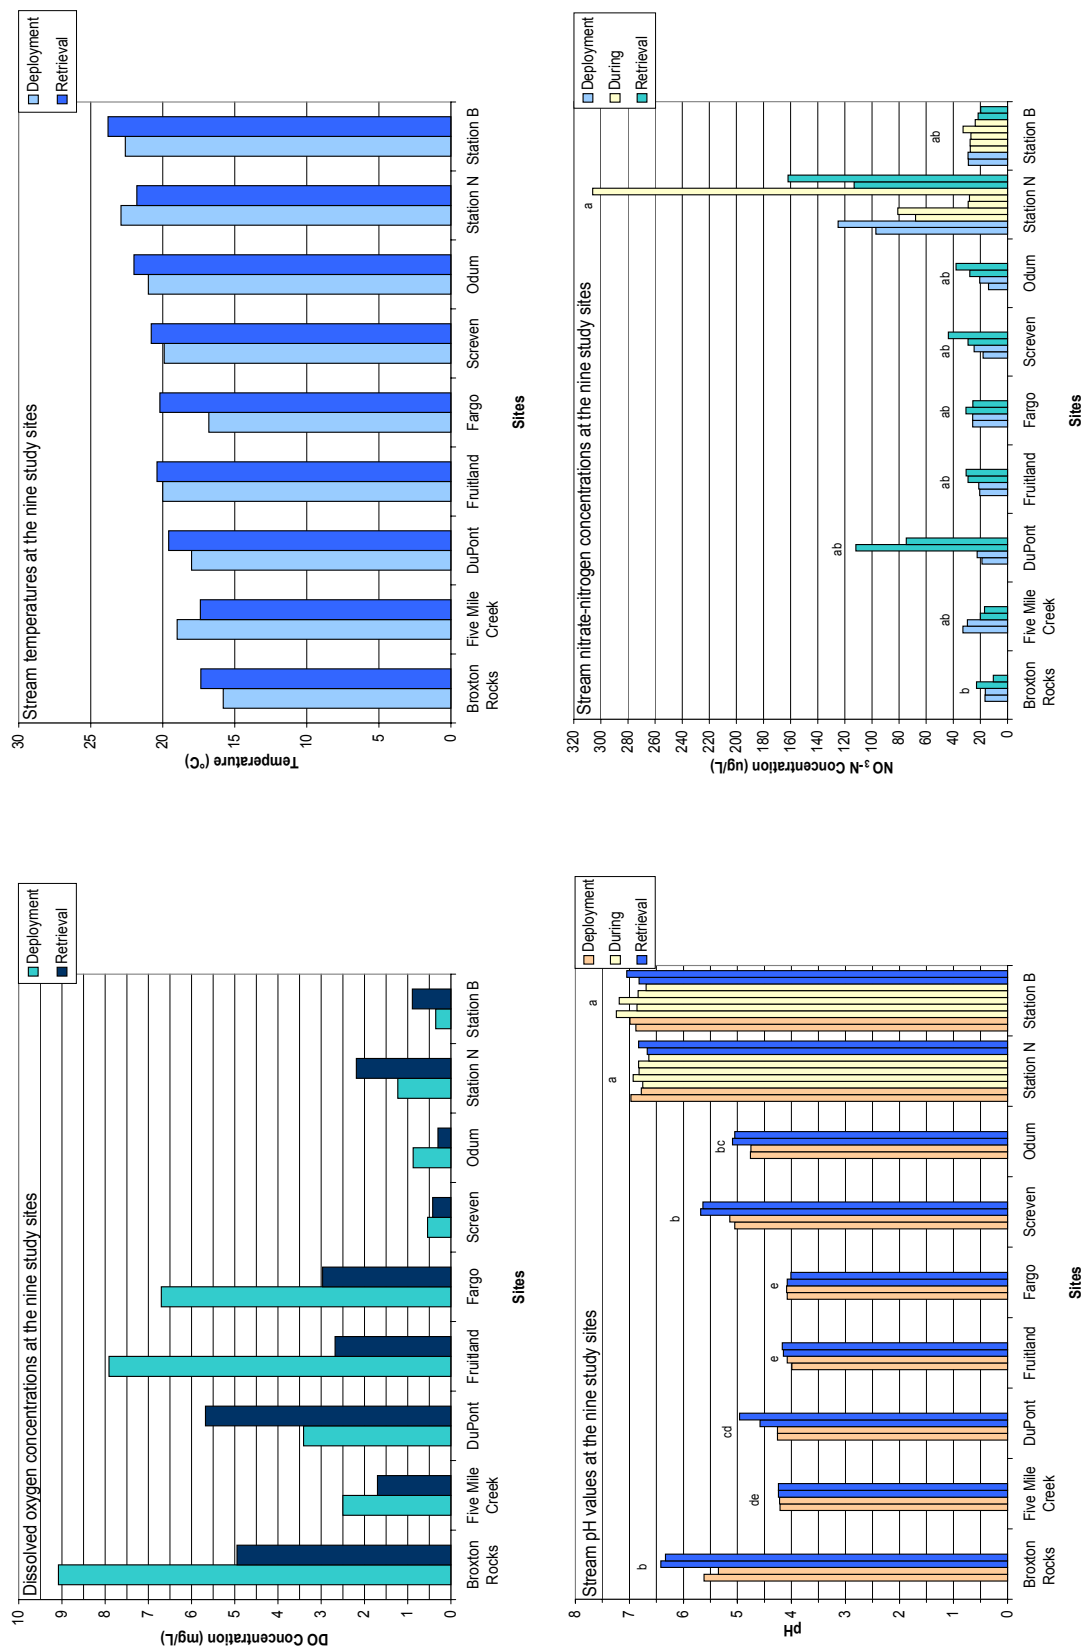 Dissolved oxygen concentrations at the nine study sites
Deployment
Retrieval
DO Concentration (mg/L)
10
9
8
7
6
5
4
3
2
1
0
Broxton Rocks
Five Mile Creek
DuPont
Fruitland
Fargo
Screven
Odum
Station N
Station B
Sites
Stream temperatures at the nine study sites
Deployment
Retrieval
Temperature (°C)
30
25
20
15
10
5
0
Broxton Rocks
Five Mile Creek
DuPont
Fruitland
Fargo
Screven
Odum
Station N
Station B
Sites
Stream pH values at the nine study sites
Deployment
During
Retrieval
pH
8
7
6
5
4
3
2
1
0
b
de
cd
e
e
b
bc
a
a
Broxton Rocks
Five Mile Creek
DuPont
Fruitland
Fargo
Screven
Odum
Station N
Station B
Sites
Stream nitrate-nitrogen concentrations at the nine study sites
Deployment
During
Retrieval
NO3-N Concentration (ug/L)
320
300
280
260
240
220
200
180
160
140
120
100
80
60
40
20
0
b
ab
ab
ab
ab
ab
ab
a
ab
Broxton Rocks
Five Mile Creek
DuPont
Fruitland
Fargo
Screven
Odum
Station N
Station B
Sites